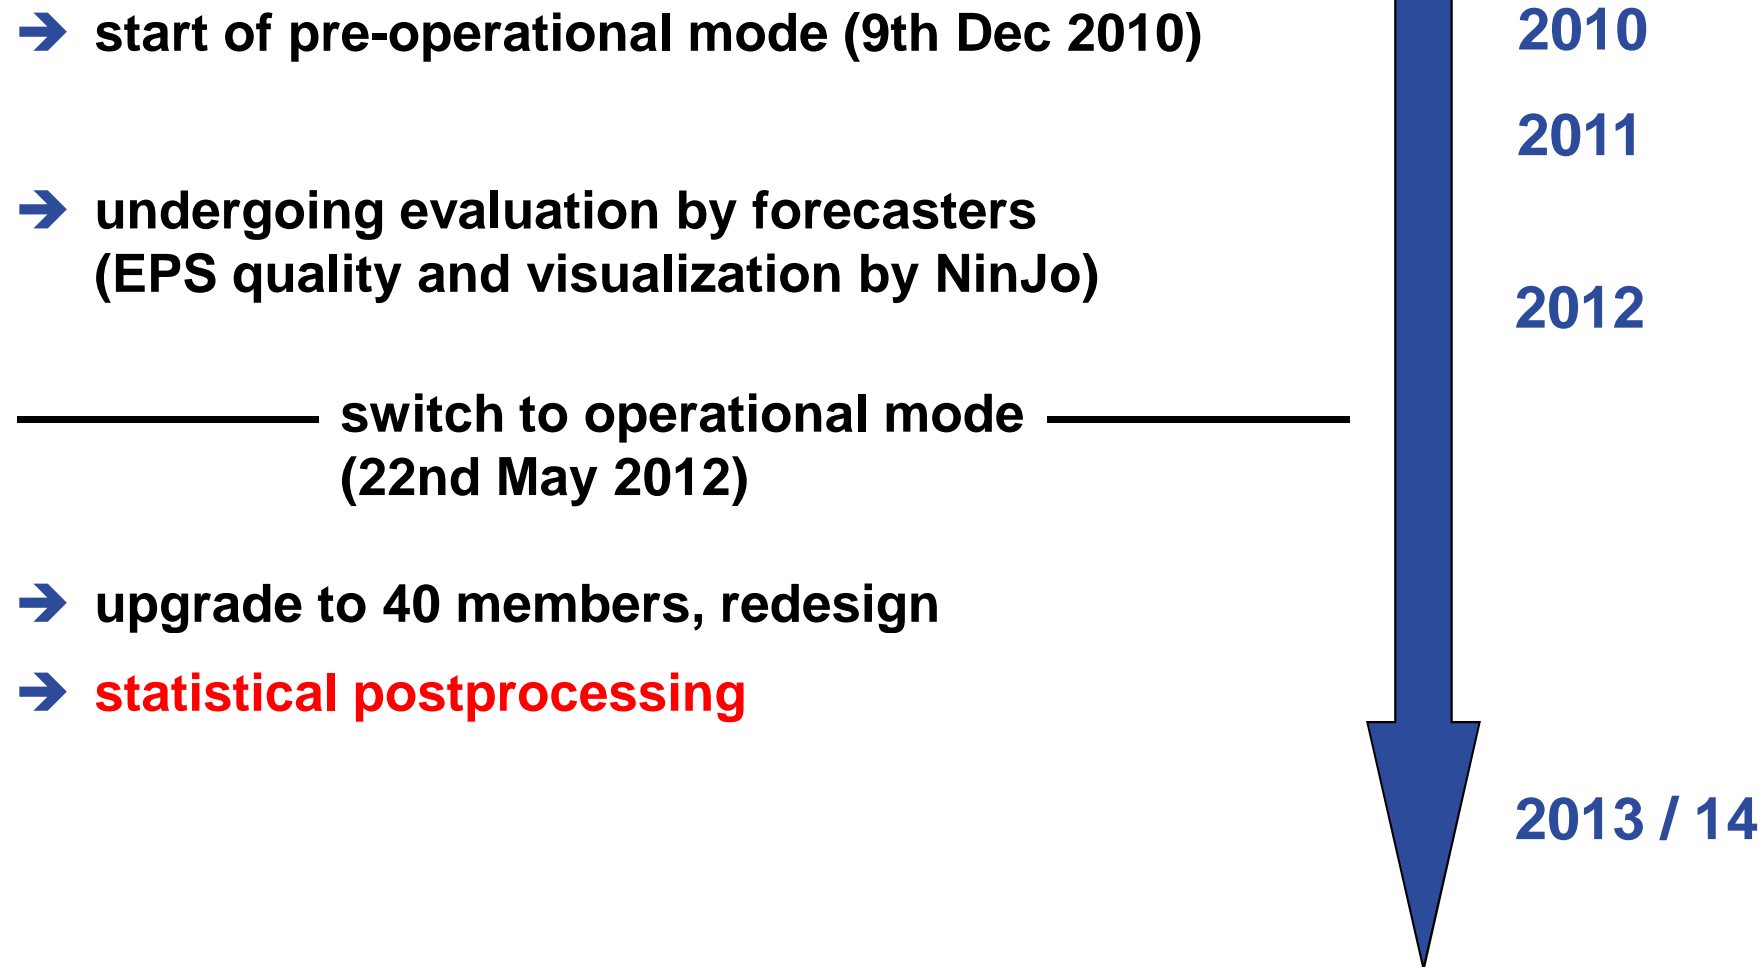 start of pre-operational mode (9th Dec 2010)
2010
2011
undergoing evaluation by forecasters
(EPS quality and visualization by NinJo)
2012
switch to operational mode
(22nd May 2012)
upgrade to 40 members, redesign
statistical postprocessing
2013 / 14